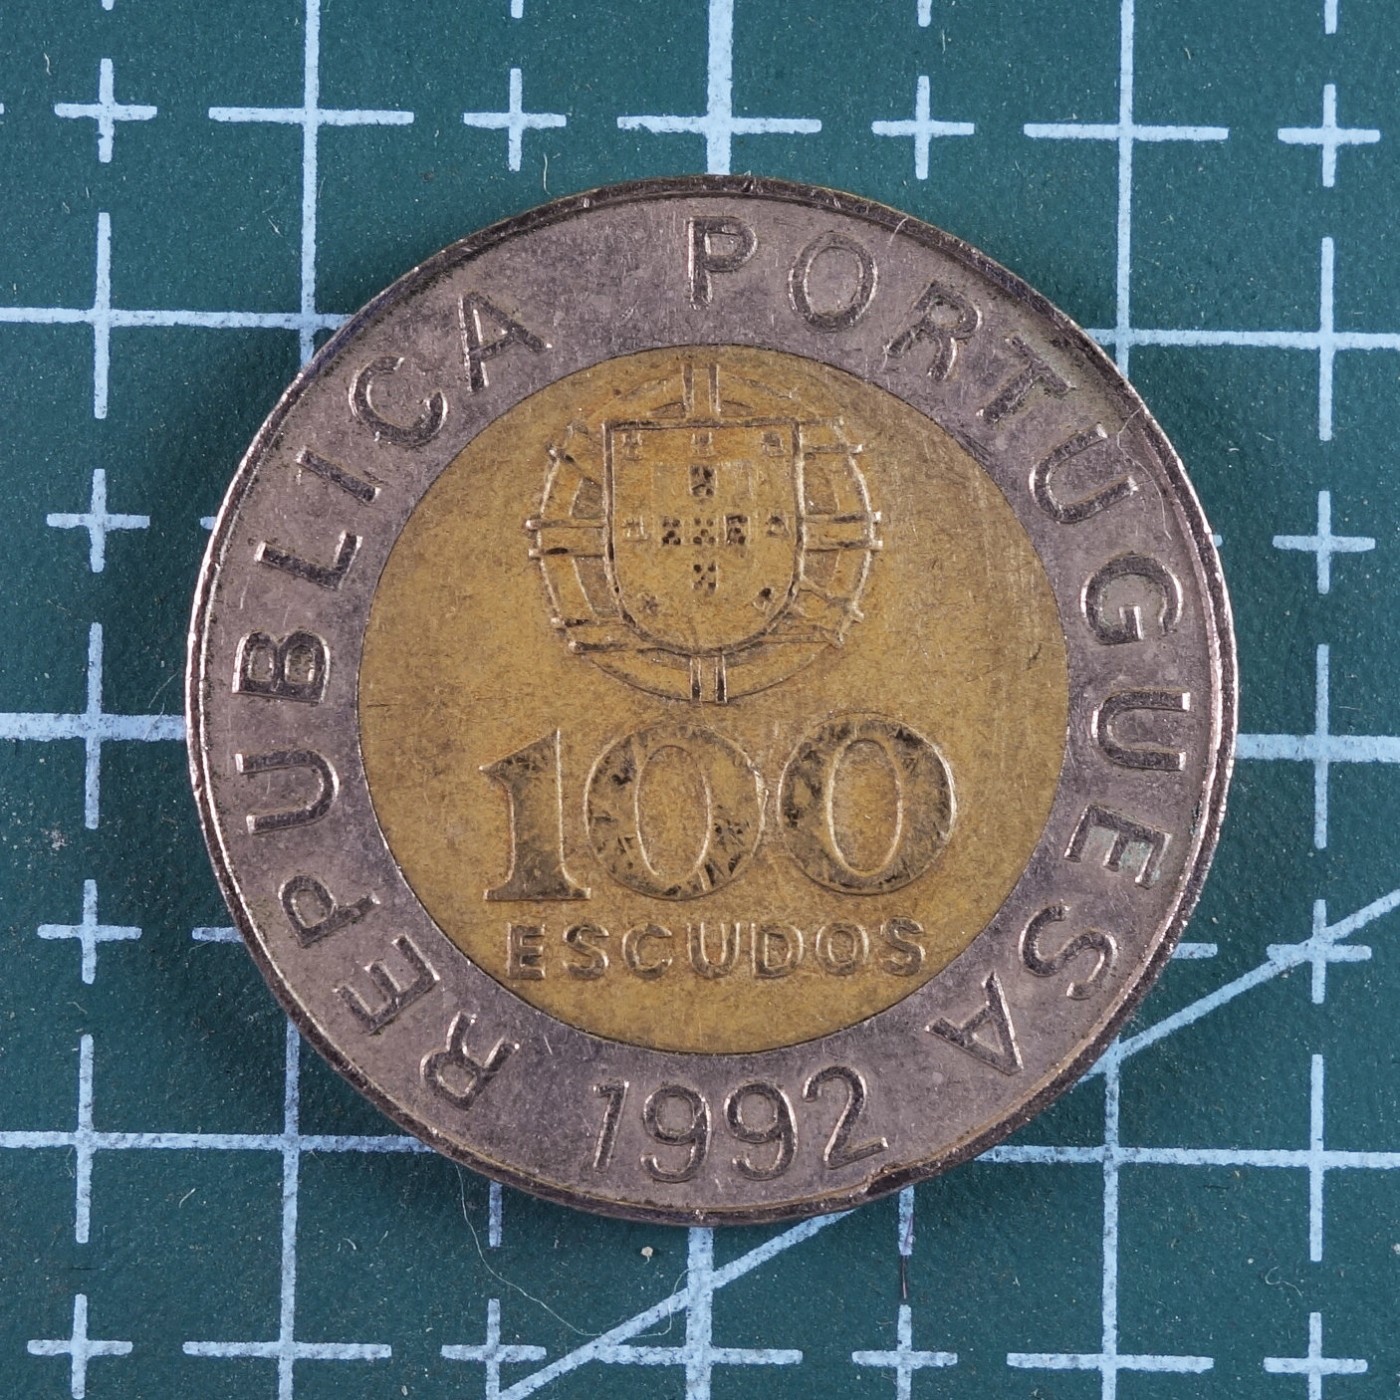 REPUBLICA PORTUGUESA
100
ESCUDOS
1992